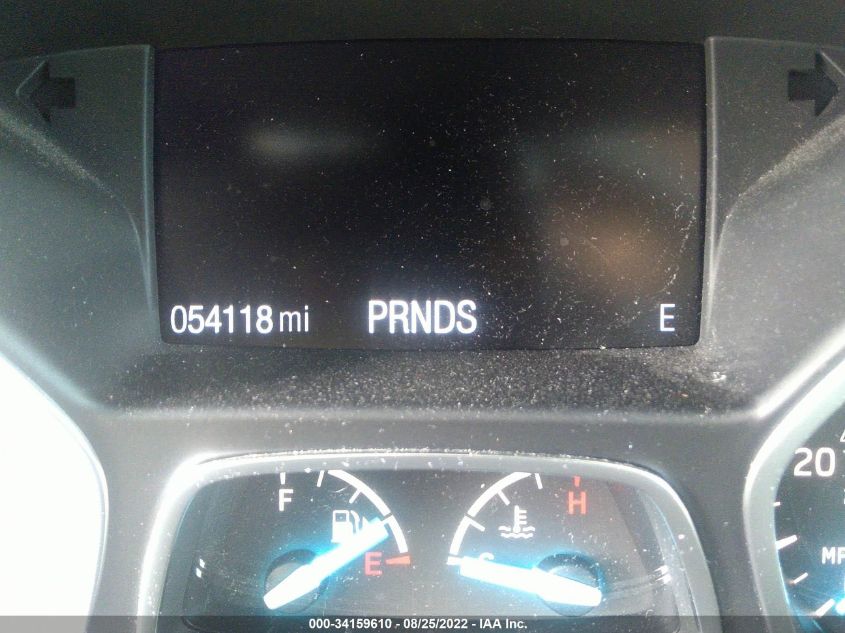 054118 mi PRNDS E
F H
20
E C
MP
000-34159610 - 08/25/2022 - IAA Inc.